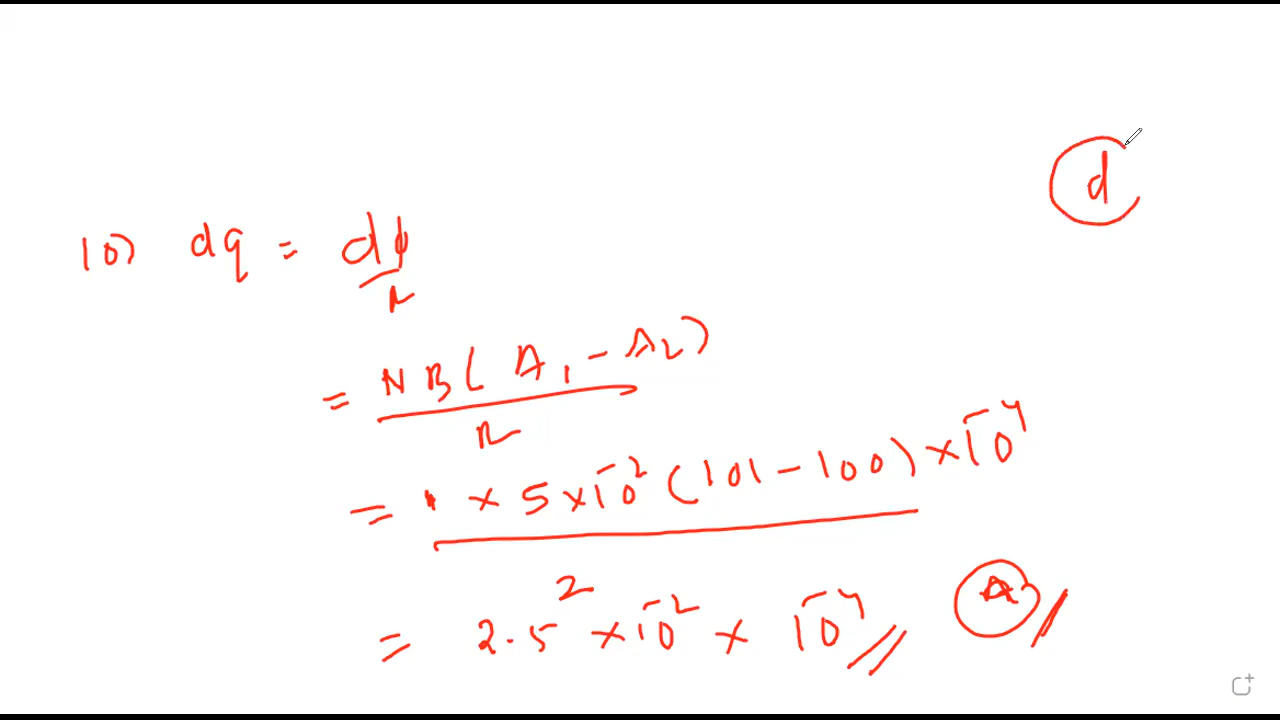 d
10) dq = dϕ/R
= NB(A₁ - A₂)/R
= 1 × 5×10⁻² (101 - 100) × 10⁻⁴
2
= 2.5 × 10⁻² × 10⁻⁴ A